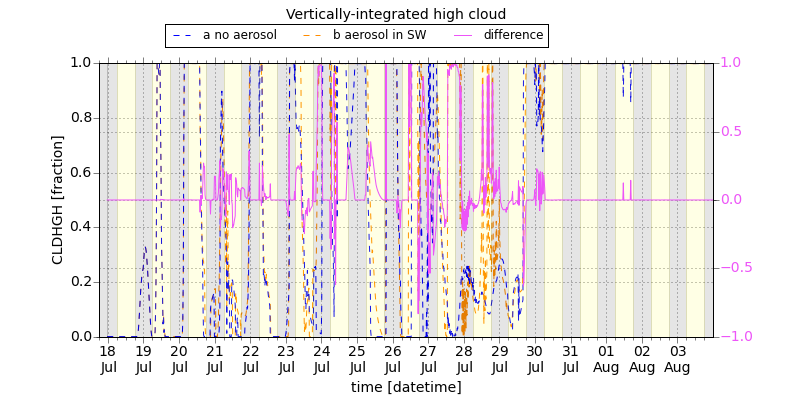 Vertically-integrated high cloud
a no aerosol b aerosol in SW difference
1.0 1.0
0.8 0.5
0.6 0.0
0.4 −0.5
0.2 −1.0
0.0
CLDHGH [fraction]
18 19 20 21 22 23 24 25 26 27 28 29 30 31 01 02 03
Jul Jul Jul Jul Jul Jul Jul Jul Jul Jul Jul Jul Jul Jul Aug Aug Aug
time [datetime]